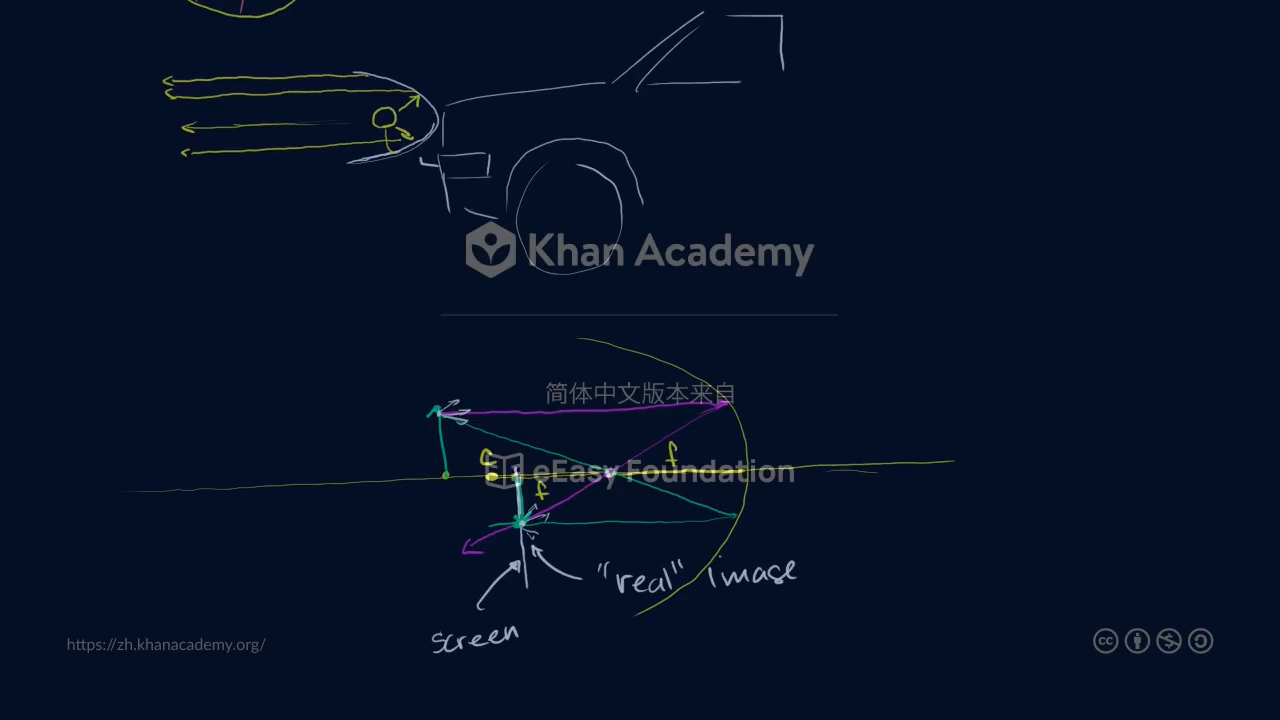 Khan Academy
简体中文版本来自
f
c
eEasy Foundation
f
"real" image
screen
https://zh.khanacademy.org/
cc